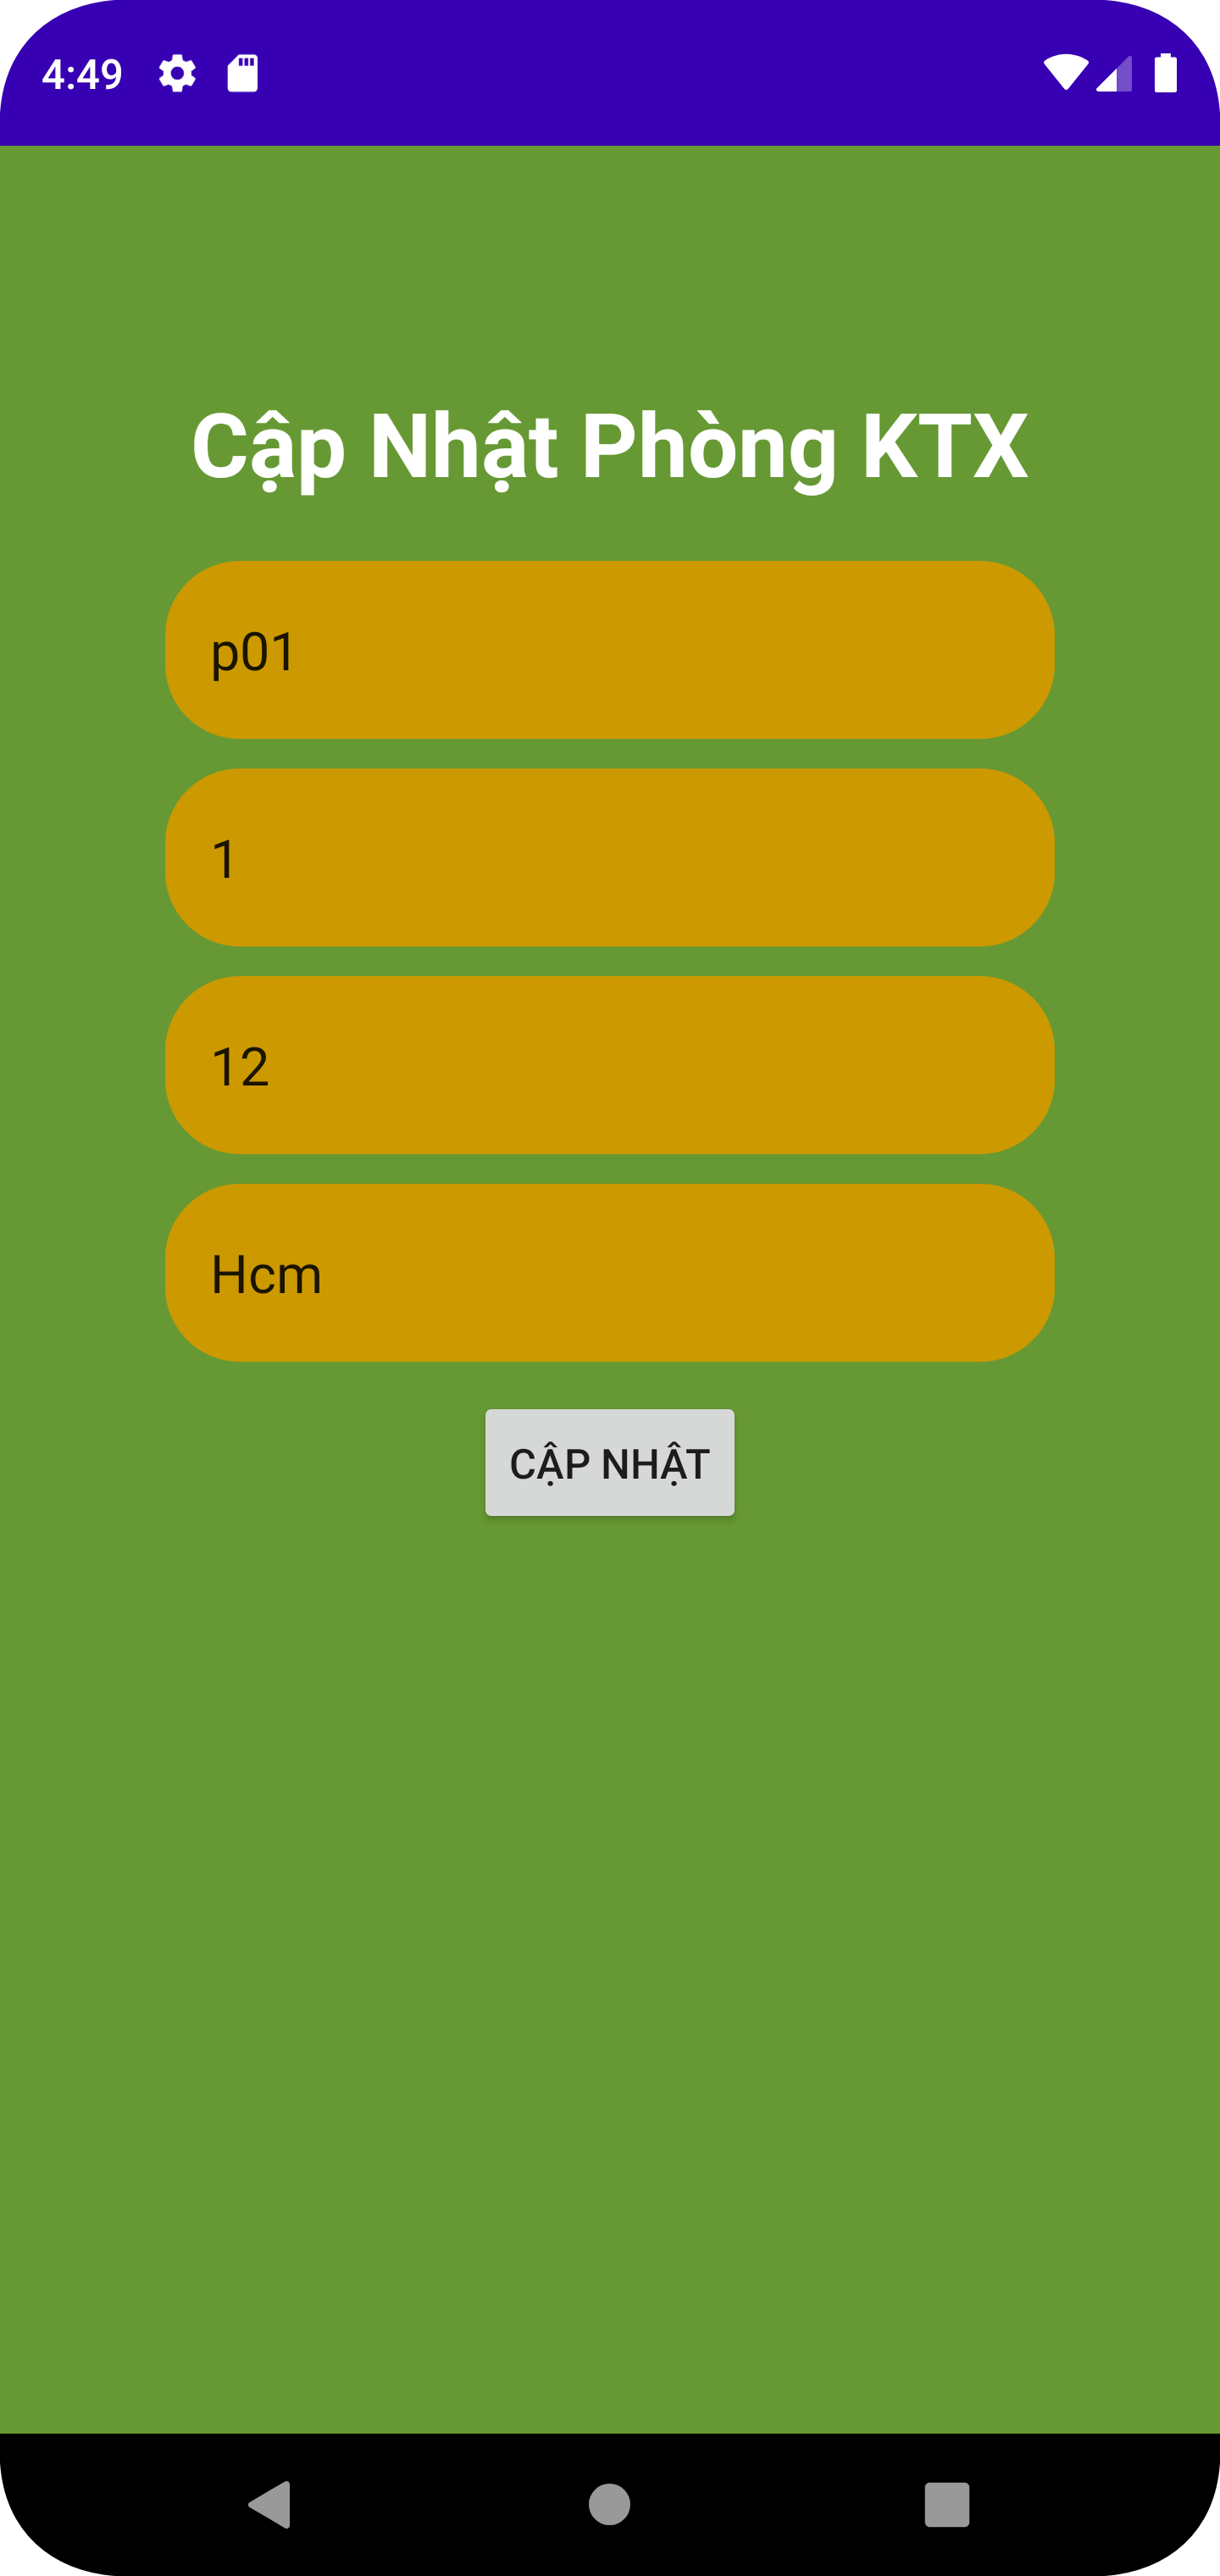 4:49
Cập Nhật Phòng KTX
p01
1
12
Hcm
CẬP NHẬT